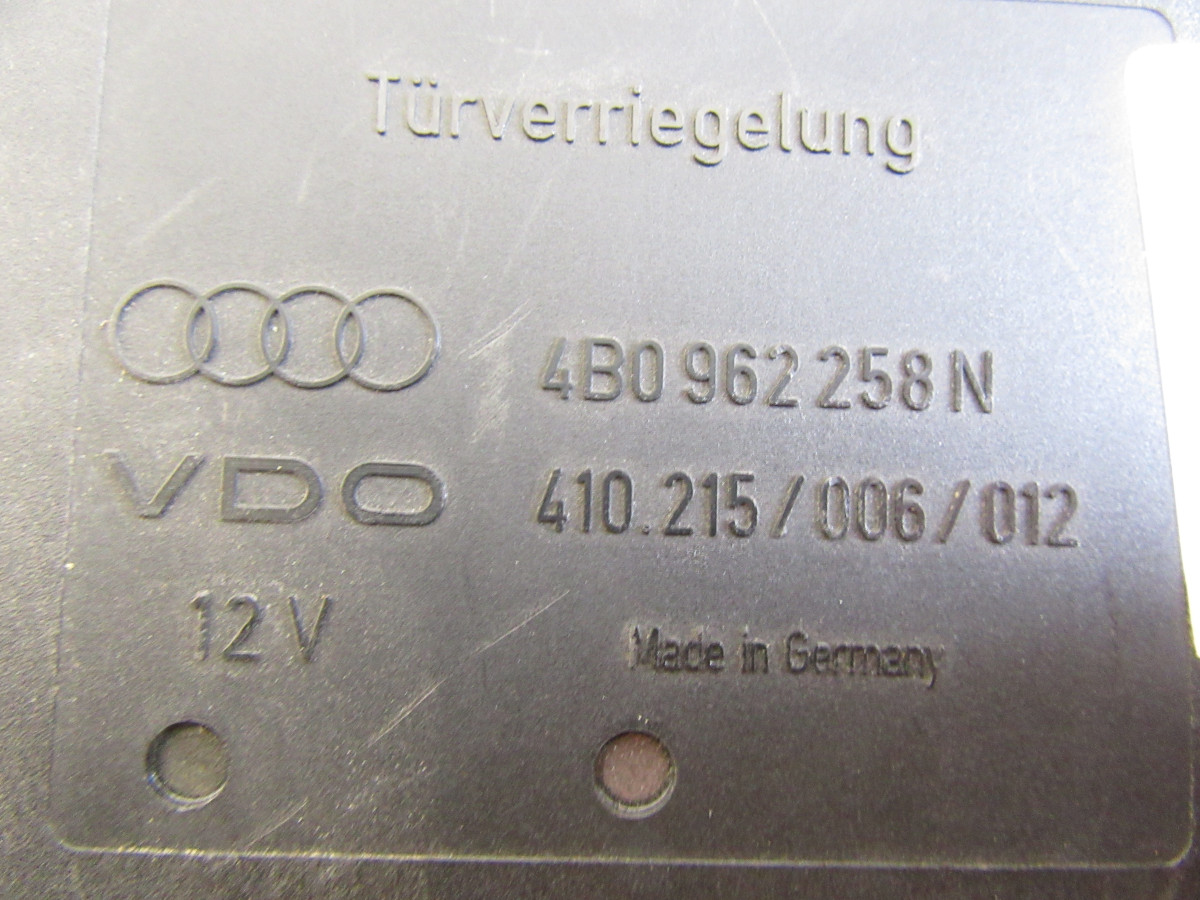 Türverriegelung
4B0 962 258 N
VDO 410.215/006/012
12 V
Made in Germany